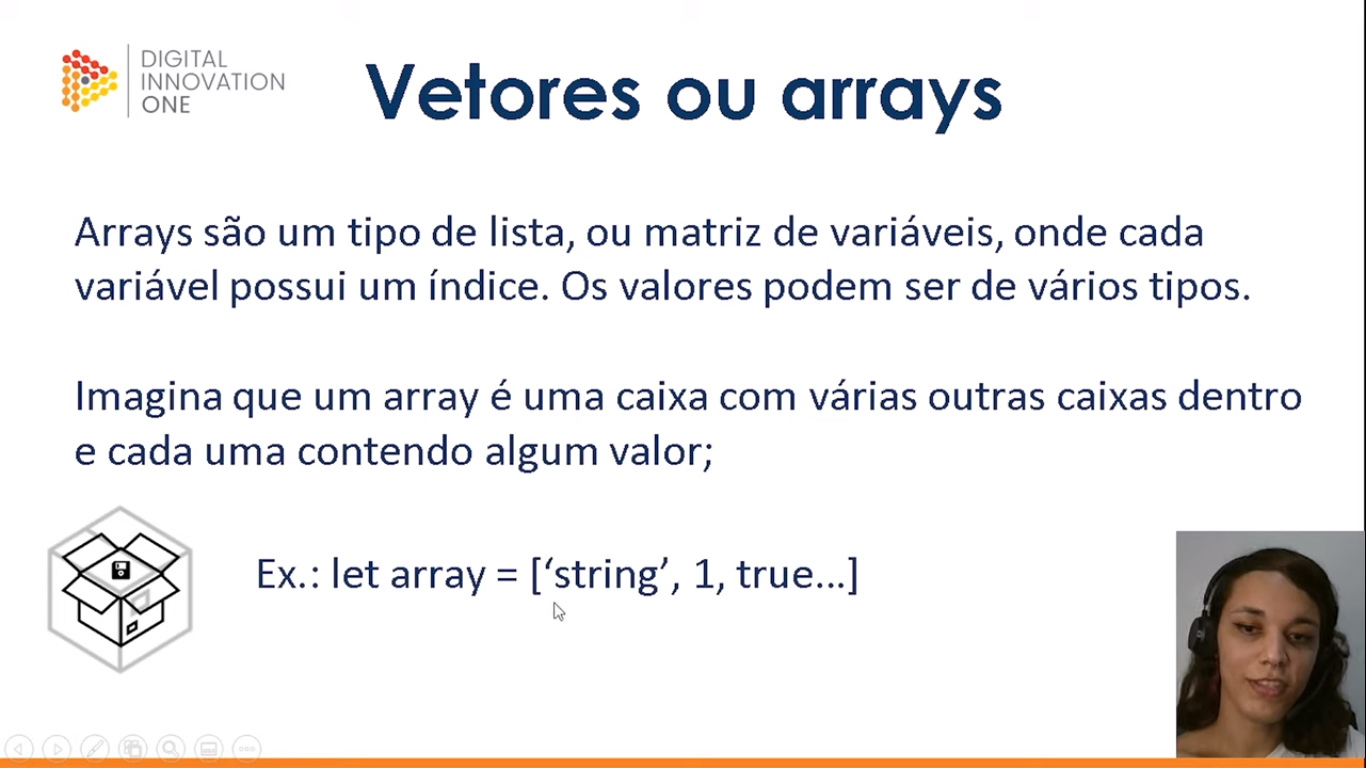 DIGITAL
INNOVATION
ONE
Vetores ou arrays
Arrays são um tipo de lista, ou matriz de variáveis, onde cada
variável possui um índice. Os valores podem ser de vários tipos.
Imagina que um array é uma caixa com várias outras caixas dentro
e cada uma contendo algum valor;
Ex.: let array = [‘string’, 1, true...]